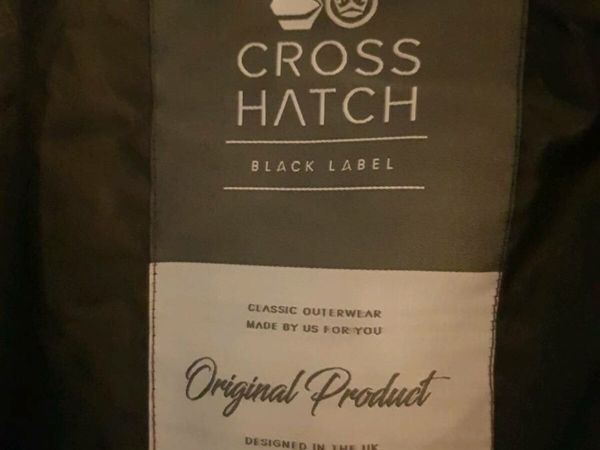 CROSS
HATCH
BLACK LABEL
CLASSIC OUTERWEAR
MADE BY US FOR YOU
Original Product
DESIGNED IN THE UK